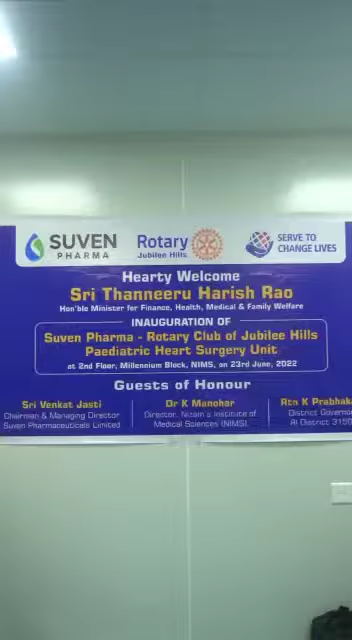 SUVEN
PHARMA
Rotary
Jubilee Hills
SERVE TO
CHANGE LIVES
Hearty Welcome
Sri Thanneeru Harish Rao
Hon'ble Minister for Finance, Health, Medical & Family Welfare
INAUGURATION OF
Suven Pharma - Rotary Club of Jubilee Hills
Paediatric Heart Surgery Unit
at 2nd Floor, Millennium Block, NIMS, on 23rd June, 2022
Guests of Honour
Sri Venkat Jasti
Chairman & Managing Director
Suven Pharmaceuticals Limited
Dr K Manohar
Director, Nizam's Institute of
Medical Sciences (NIMS).
Rtn K Prabhak
District Governo
RI District 3150